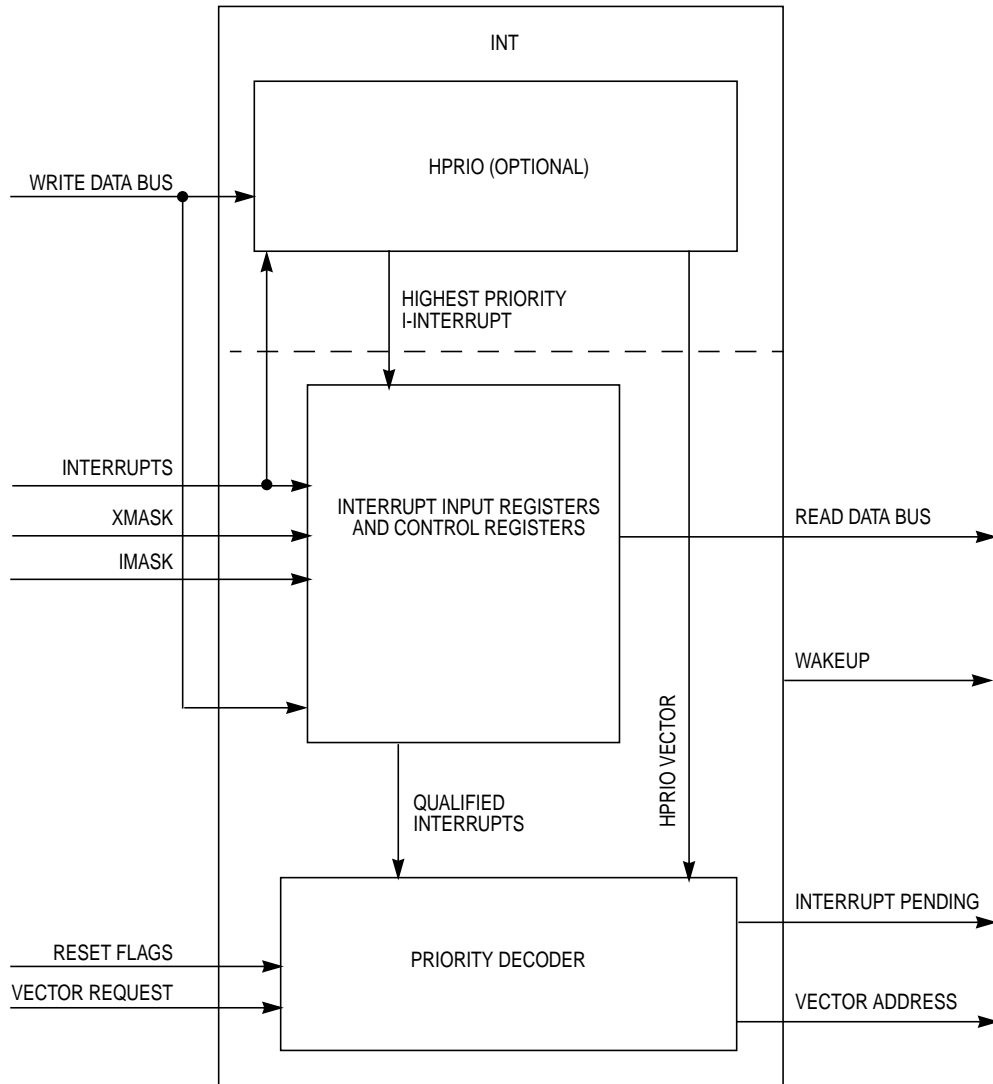 INT
HPRIO (OPTIONAL)
WRITE DATA BUS
HIGHEST PRIORITY
I-INTERRUPT
INTERRUPTS
XMASK
IMASK
INTERRUPT INPUT REGISTERS
AND CONTROL REGISTERS
READ DATA BUS
WAKEUP
HPRIO VECTOR
QUALIFIED
INTERRUPTS
INTERRUPT PENDING
RESET FLAGS
PRIORITY DECODER
VECTOR REQUEST
VECTOR ADDRESS